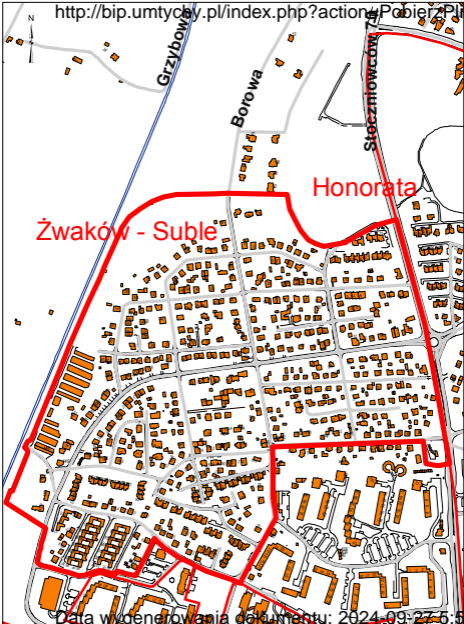 http://bip.umtychy.pl/index.php?action=PobierzPli
N
Grzybowa
Borowa
Stoczniowców 70
Honorata
Żwaków - Suble
Data wygenerowania dokumentu: 2024-09-27 5:5